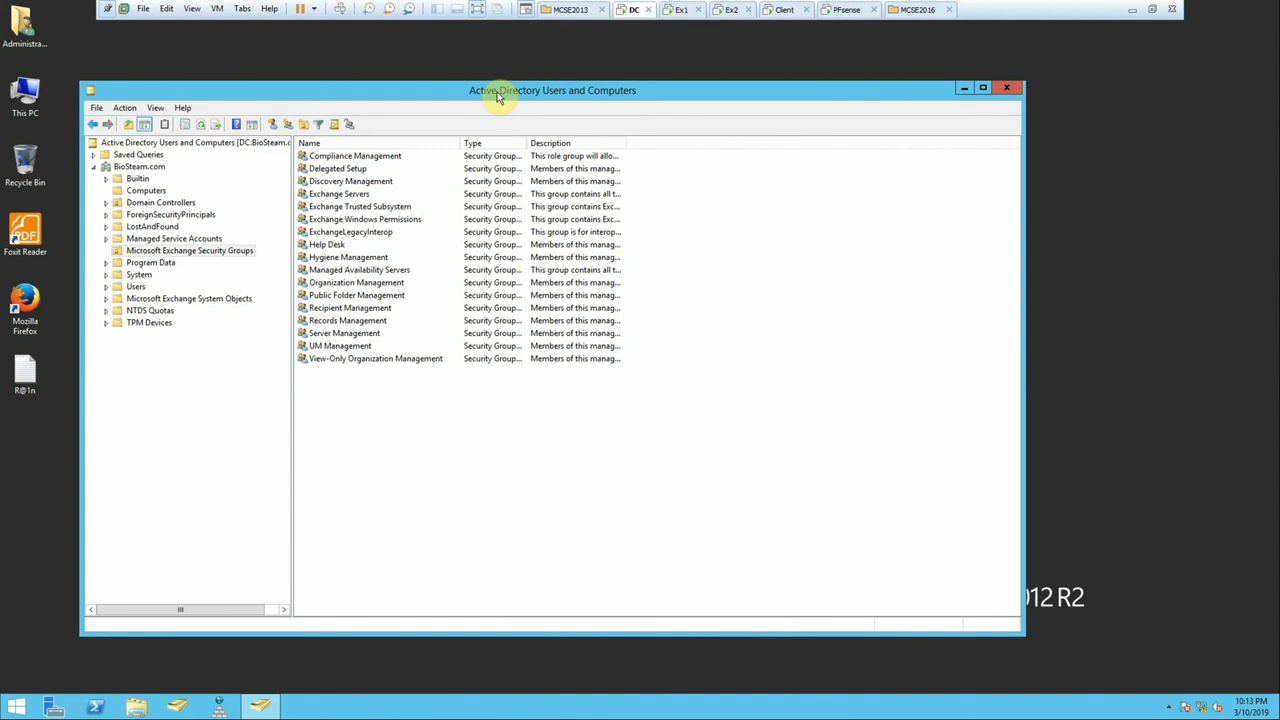 File Edit View VM Tabs Help MCSE2013 DC Ex1 Ex2 Client PFsense MCSE2016
Administra...
This PC
Recycle Bin
Foxit Reader
Mozilla
Firefox
R@1n
Active Directory Users and Computers
File Action View Help
Active Directory Users and Computers [DC.BioSteam.c
Saved Queries
BioSteam.com
Builtin
Computers
Domain Controllers
ForeignSecurityPrincipals
LostAndFound
Managed Service Accounts
Microsoft Exchange Security Groups
Program Data
System
Users
Microsoft Exchange System Objects
NTDS Quotas
TPM Devices
Name Type Description
Compliance Management Security Group... This role group will allo...
Delegated Setup Security Group... Members of this manag...
Discovery Management Security Group... Members of this manag...
Exchange Servers Security Group... This group contains all t...
Exchange Trusted Subsystem Security Group... This group contains Exc...
Exchange Windows Permissions Security Group... This group contains Exc...
ExchangeLegacyInterop Security Group... This group is for interop...
Help Desk Security Group... Members of this manag...
Hygiene Management Security Group... Members of this manag...
Managed Availability Servers Security Group... This group contains all t...
Organization Management Security Group... Members of this manag...
Public Folder Management Security Group... Members of this manag...
Recipient Management Security Group... Members of this manag...
Records Management Security Group... Members of this manag...
Server Management Security Group... Members of this manag...
UM Management Security Group... Members of this manag...
View-Only Organization Management Security Group... Members of this manag...
012 R2
10:13 PM
3/10/2019